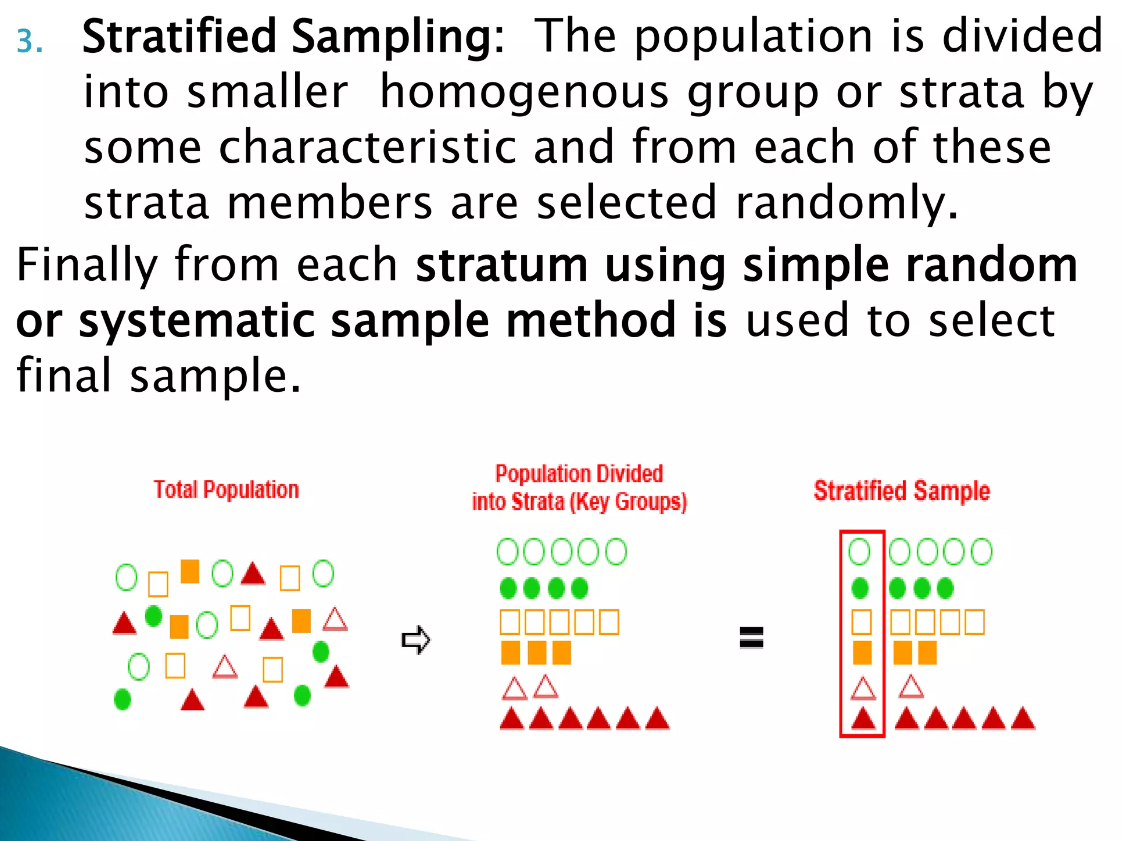 3. Stratified Sampling: The population is divided
into smaller homogenous group or strata by
some characteristic and from each of these
strata members are selected randomly.
Finally from each stratum using simple random
or systematic sample method is used to select
final sample.
Total Population
Population Divided
into Strata (Key Groups)
Stratified Sample